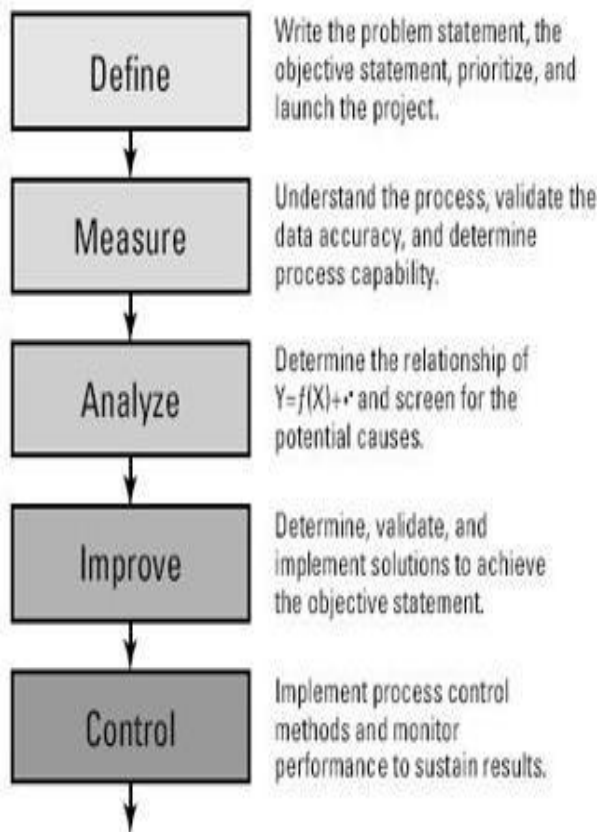 Define
Write the problem statement, the
objective statement, prioritize, and
launch the project.
Measure
Understand the process, validate the
data accuracy, and determine
process capability.
Analyze
Determine the relationship of
Y=f(X)+ and screen for the
potential causes.
Improve
Determine, validate, and
implement solutions to achieve
the objective statement.
Control
Implement process control
methods and monitor
performance to sustain results.